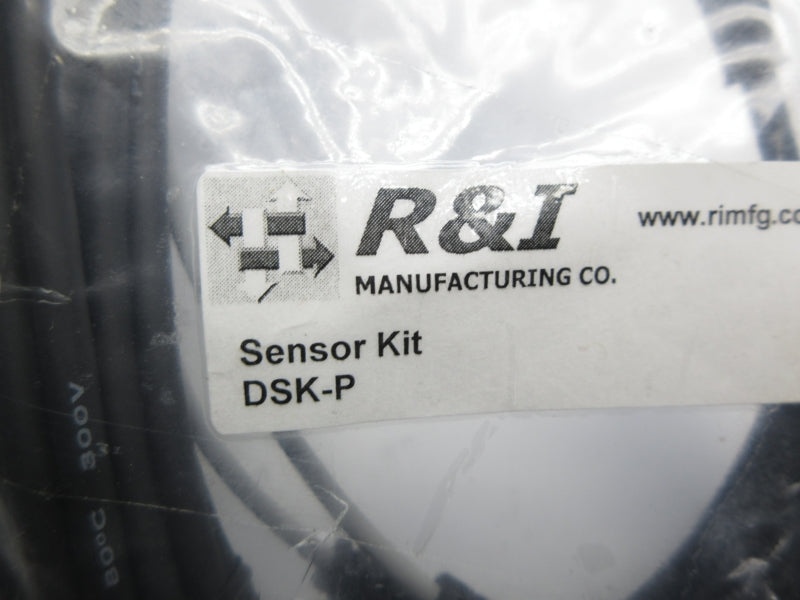 R&I
www.rimfg.co
MANUFACTURING CO.
Sensor Kit
DSK-P
80°C 300V